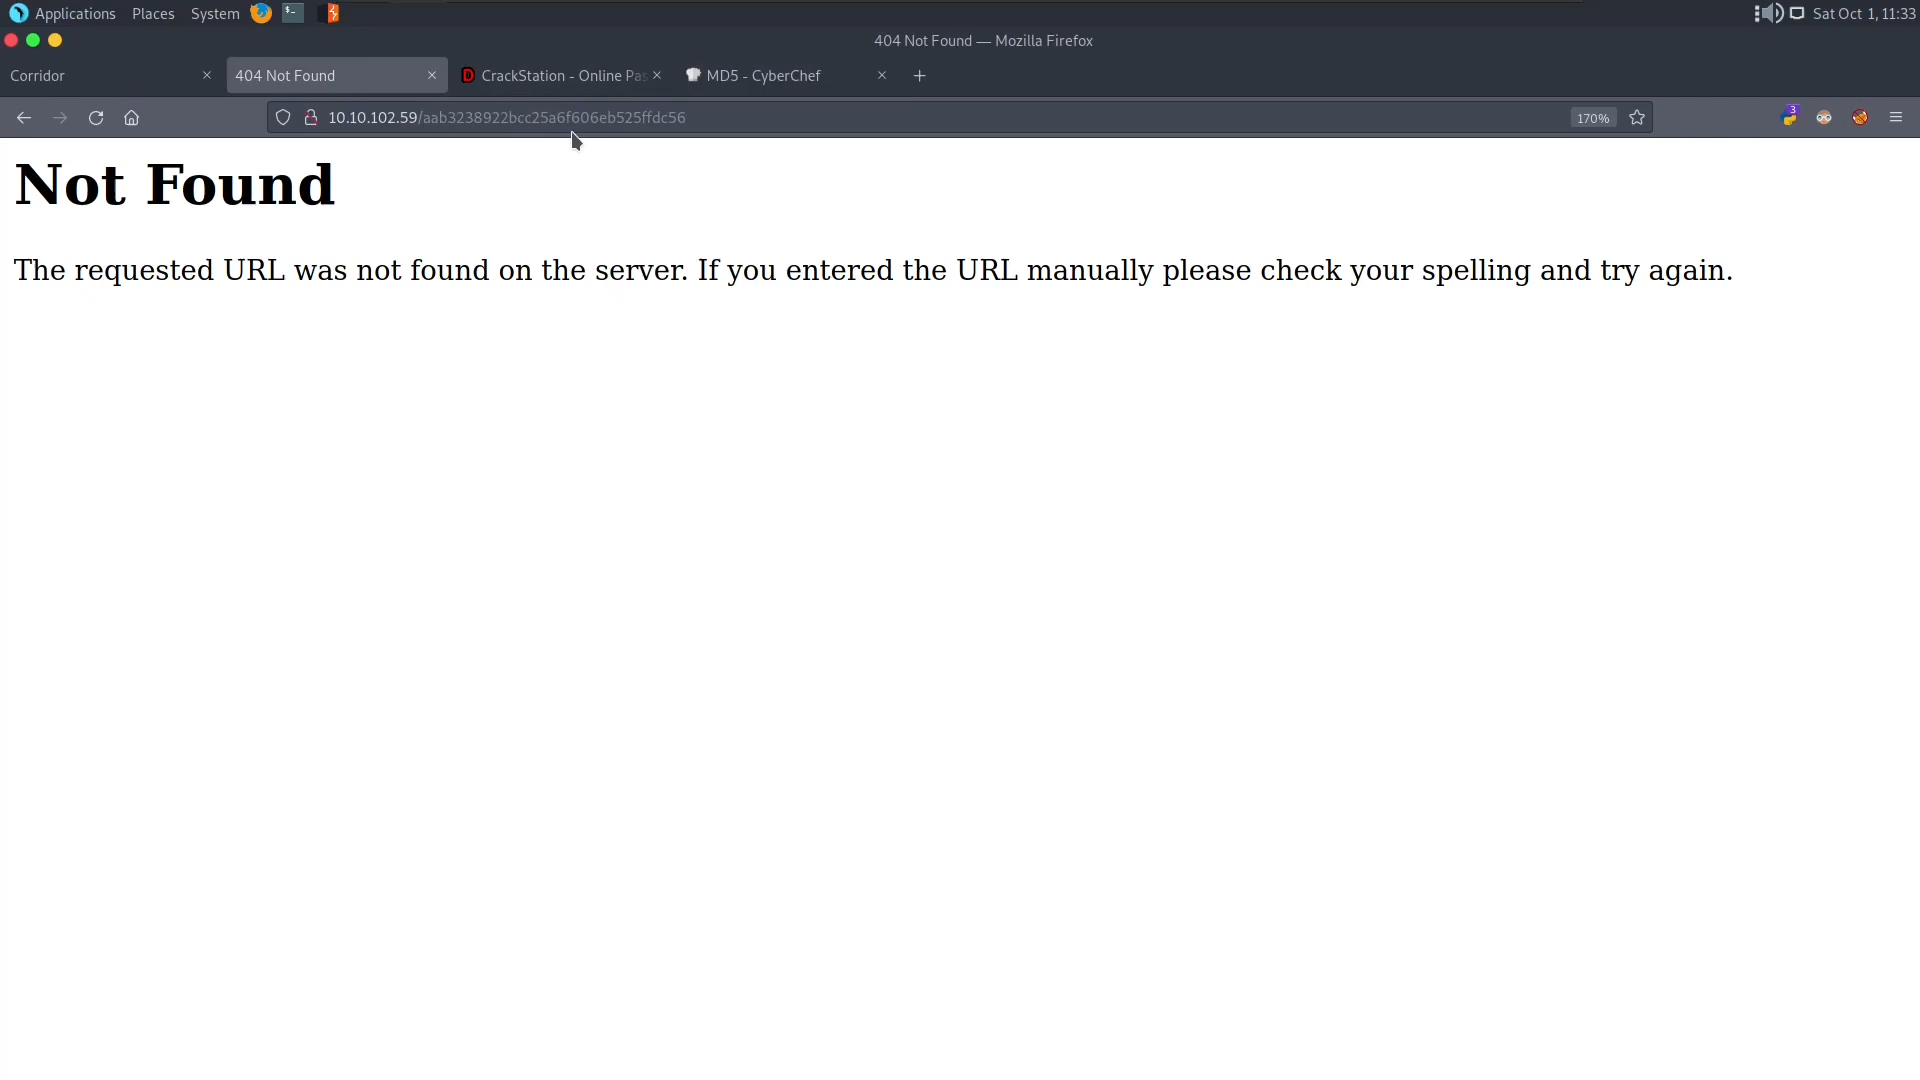 Applications Places System Sat Oct 1, 11:33
404 Not Found — Mozilla Firefox
Corridor 404 Not Found CrackStation - Online Pas MD5 - CyberChef
10.10.102.59/aab3238922bcc25a6f606eb525ffdc56 170% 3
Not Found
The requested URL was not found on the server. If you entered the URL manually please check your spelling and try again.